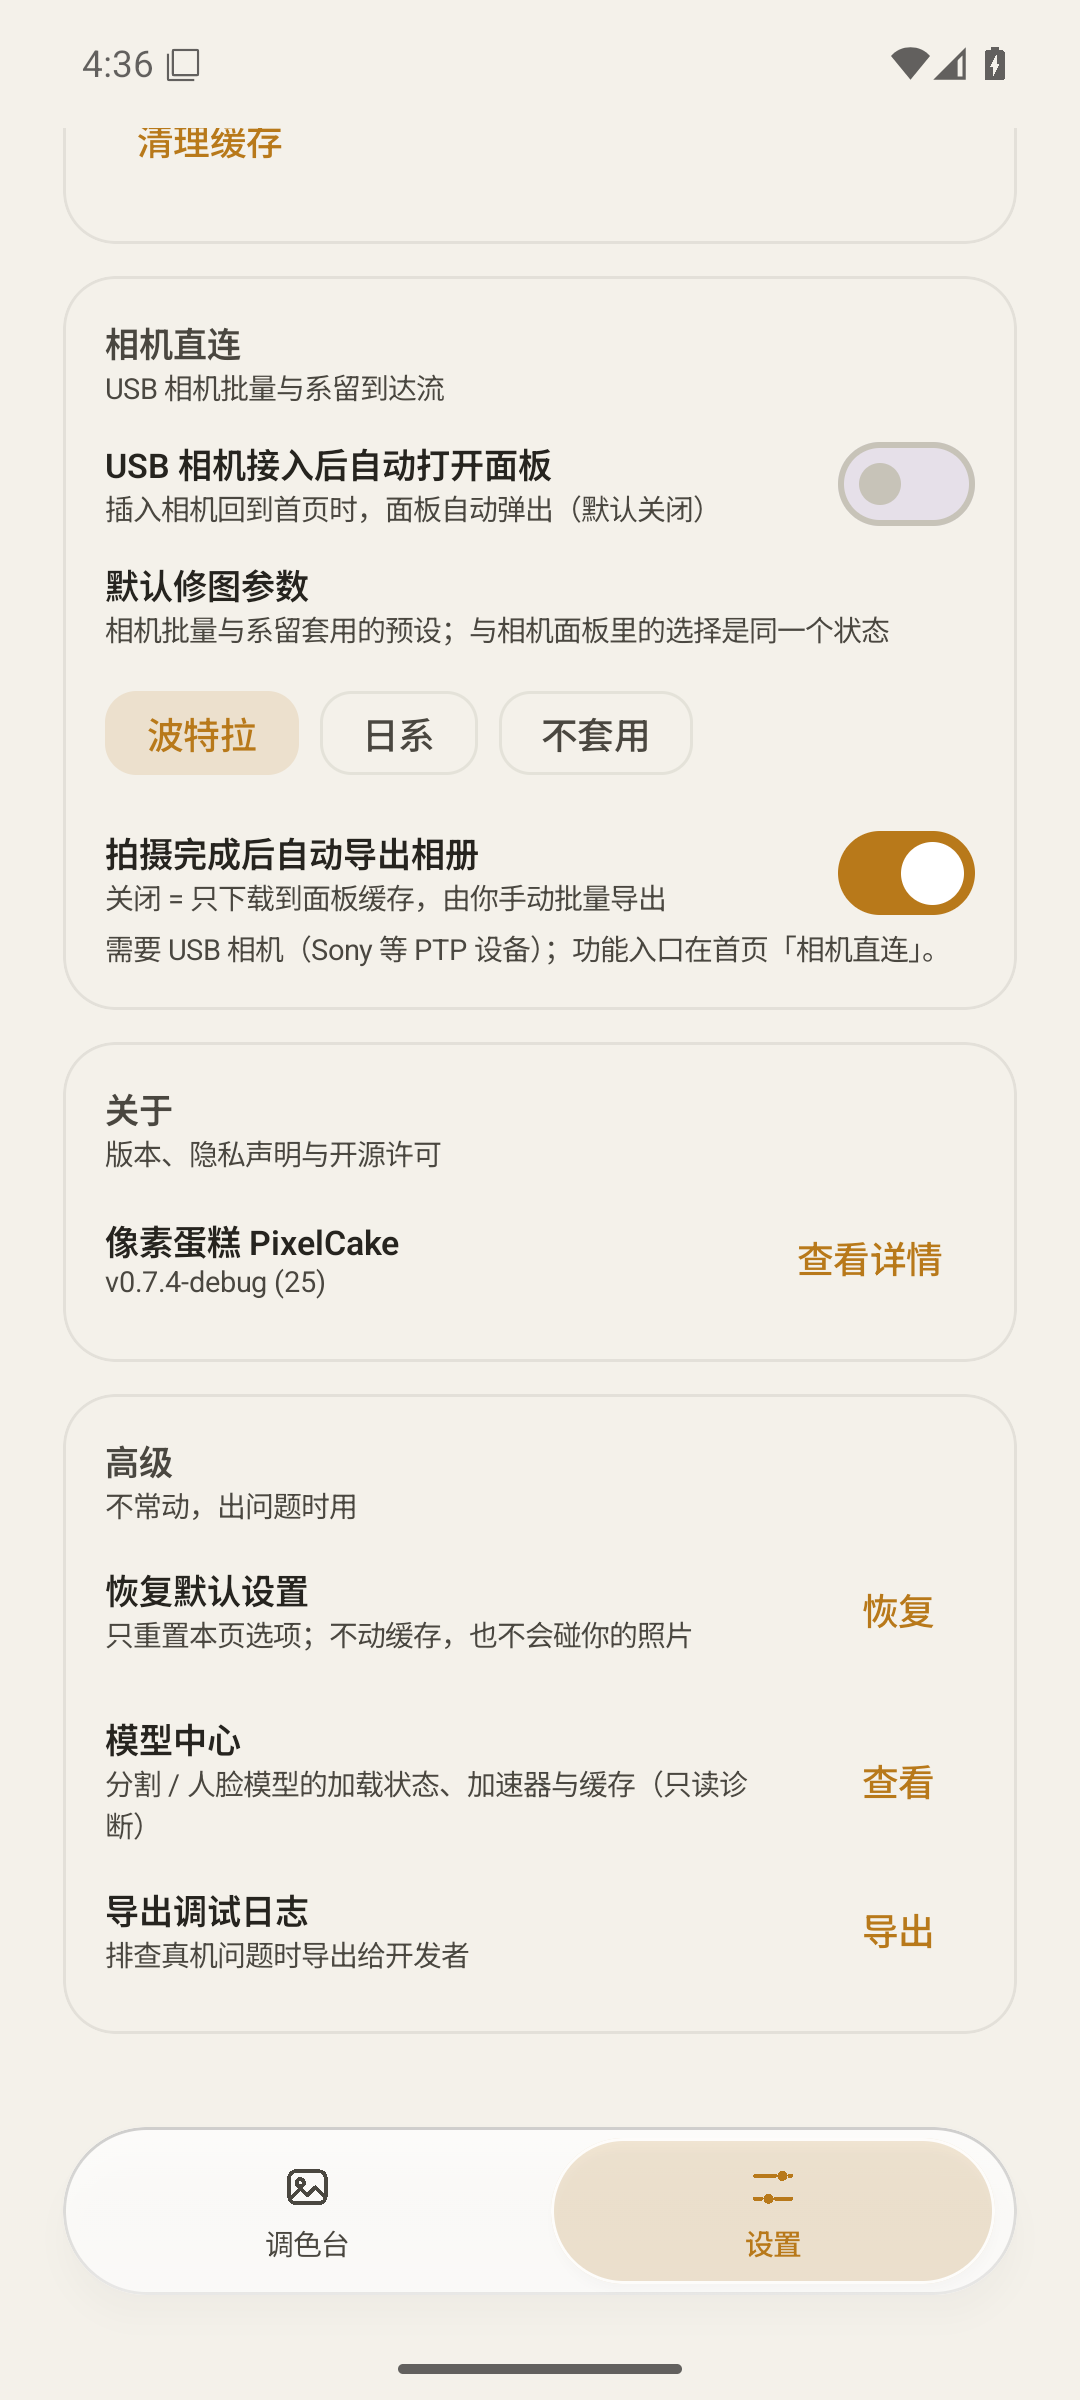 4:36
清理缓存
相机直连
USB 相机批量与系留到达流
USB 相机接入后自动打开面板
插入相机回到首页时，面板自动弹出（默认关闭）
默认修图参数
相机批量与系留套用的预设；与相机面板里的选择是同一个状态
波特拉
日系
不套用
拍摄完成后自动导出相册
关闭 = 只下载到面板缓存，由你手动批量导出
需要 USB 相机（Sony 等 PTP 设备）；功能入口在首页「相机直连」。
关于
版本、隐私声明与开源许可
像素蛋糕 PixelCake
v0.7.4-debug (25)
查看详情
高级
不常动，出问题时用
恢复默认设置
只重置本页选项；不动缓存，也不会碰你的照片
恢复
模型中心
分割 / 人脸模型的加载状态、加速器与缓存（只读诊
断）
查看
导出调试日志
排查真机问题时导出给开发者
导出
调色台
设置